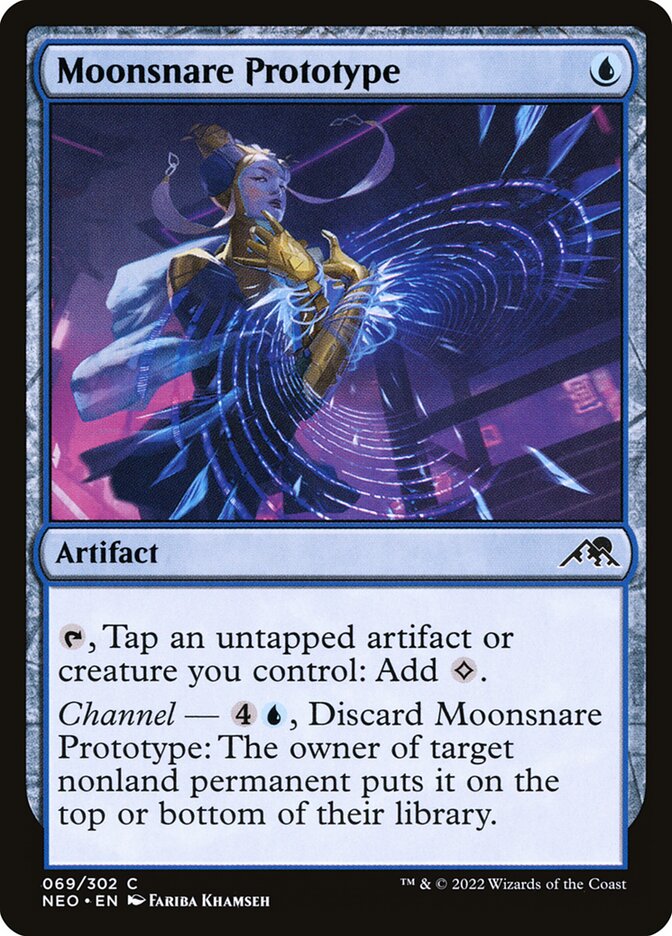 Moonsnare Prototype
Artifact
, Tap an untapped artifact or
creature you control: Add .
Channel — 4 , Discard Moonsnare
Prototype: The owner of target
nonland permanent puts it on the
top or bottom of their library.
069/302 C
NEO • EN Fariba Khamseh
™ & © 2022 Wizards of the Coast